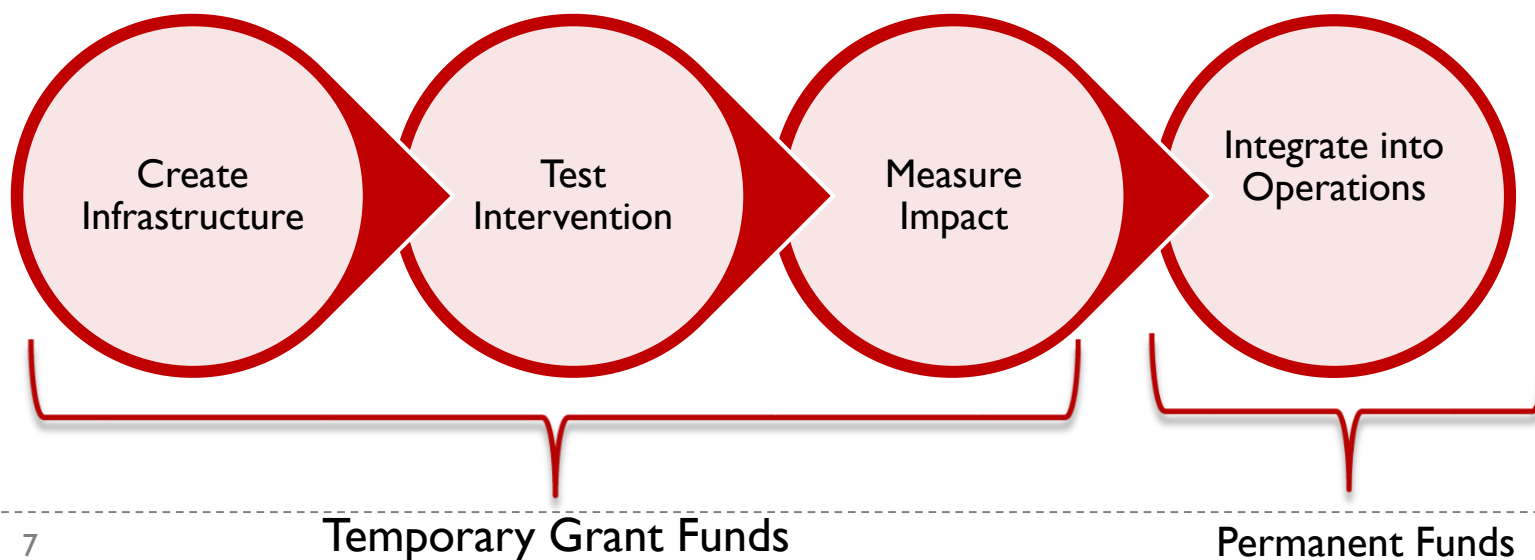 Create
Infrastructure
Test
Intervention
Measure
Impact
Integrate into
Operations
7
Temporary Grant Funds
Permanent Funds